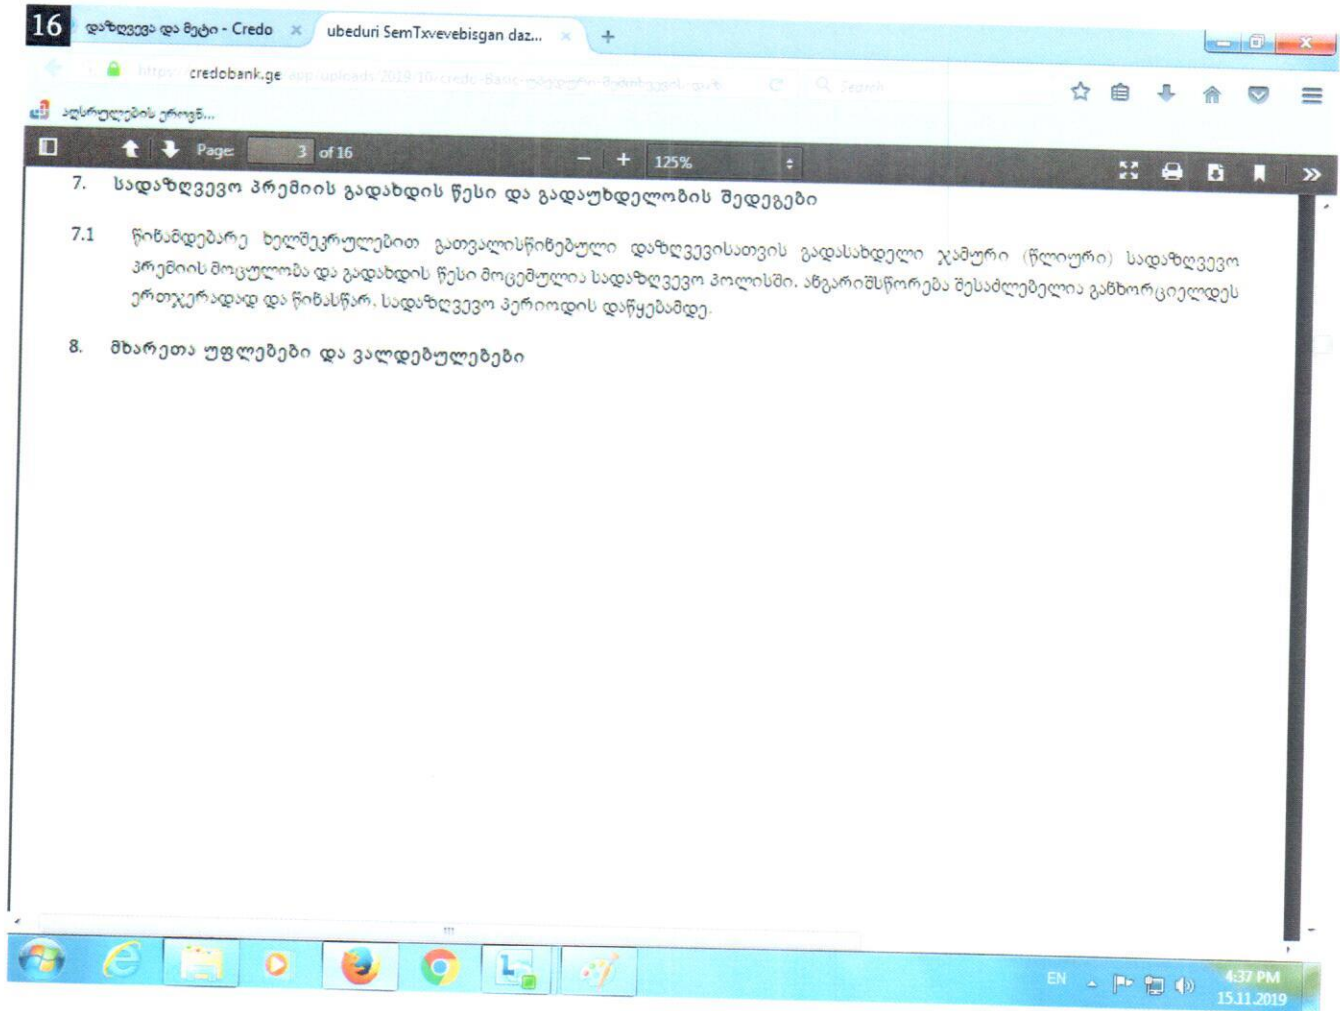 16
დაზღვევა და მეტი - Credo
ubeduri SemTxvevebisgan daz...
credobank.ge
Search
აღსრულების ეროვნ...
Page: 3 of 16
125%
7. სადაზღვევო პრემიის გადახდის წესი და გადაუხდელობის შედეგები
7.1 წინამდებარე ხელშეკრულებით გათვალისწინებული დაზღვევისათვის გადასახდელი ჯამური (წლიური) სადაზღვევო
პრემიის მოცულობა და გადახდის წესი მოცემულია სადაზღვევო პოლისში. ანგარიშსწორება შესაძლებელია განხორციელდეს
ერთჯერადად და წინასწარ, სადაზღვევო პერიოდის დაწყებამდე.
8. მხარეთა უფლებები და ვალდებულებები
EN
4:37 PM
15.11.2019